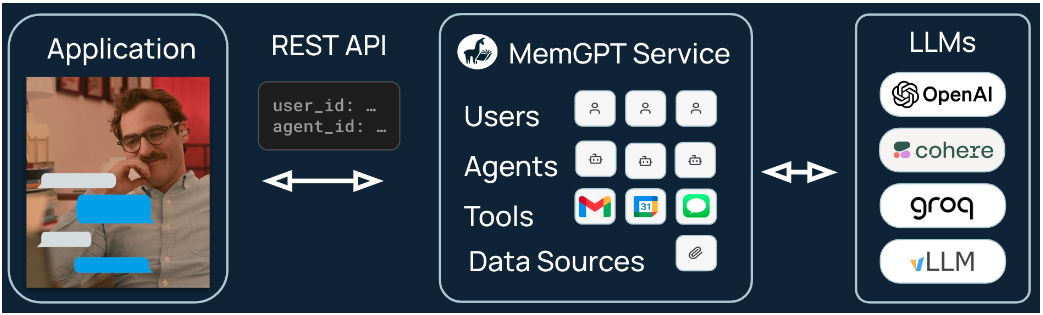 Application
REST API
user_id: …
agent_id: …
MemGPT Service
Users
Agents
Tools
31
Data Sources
LLMs
OpenAI
cohere
groq
vLLM